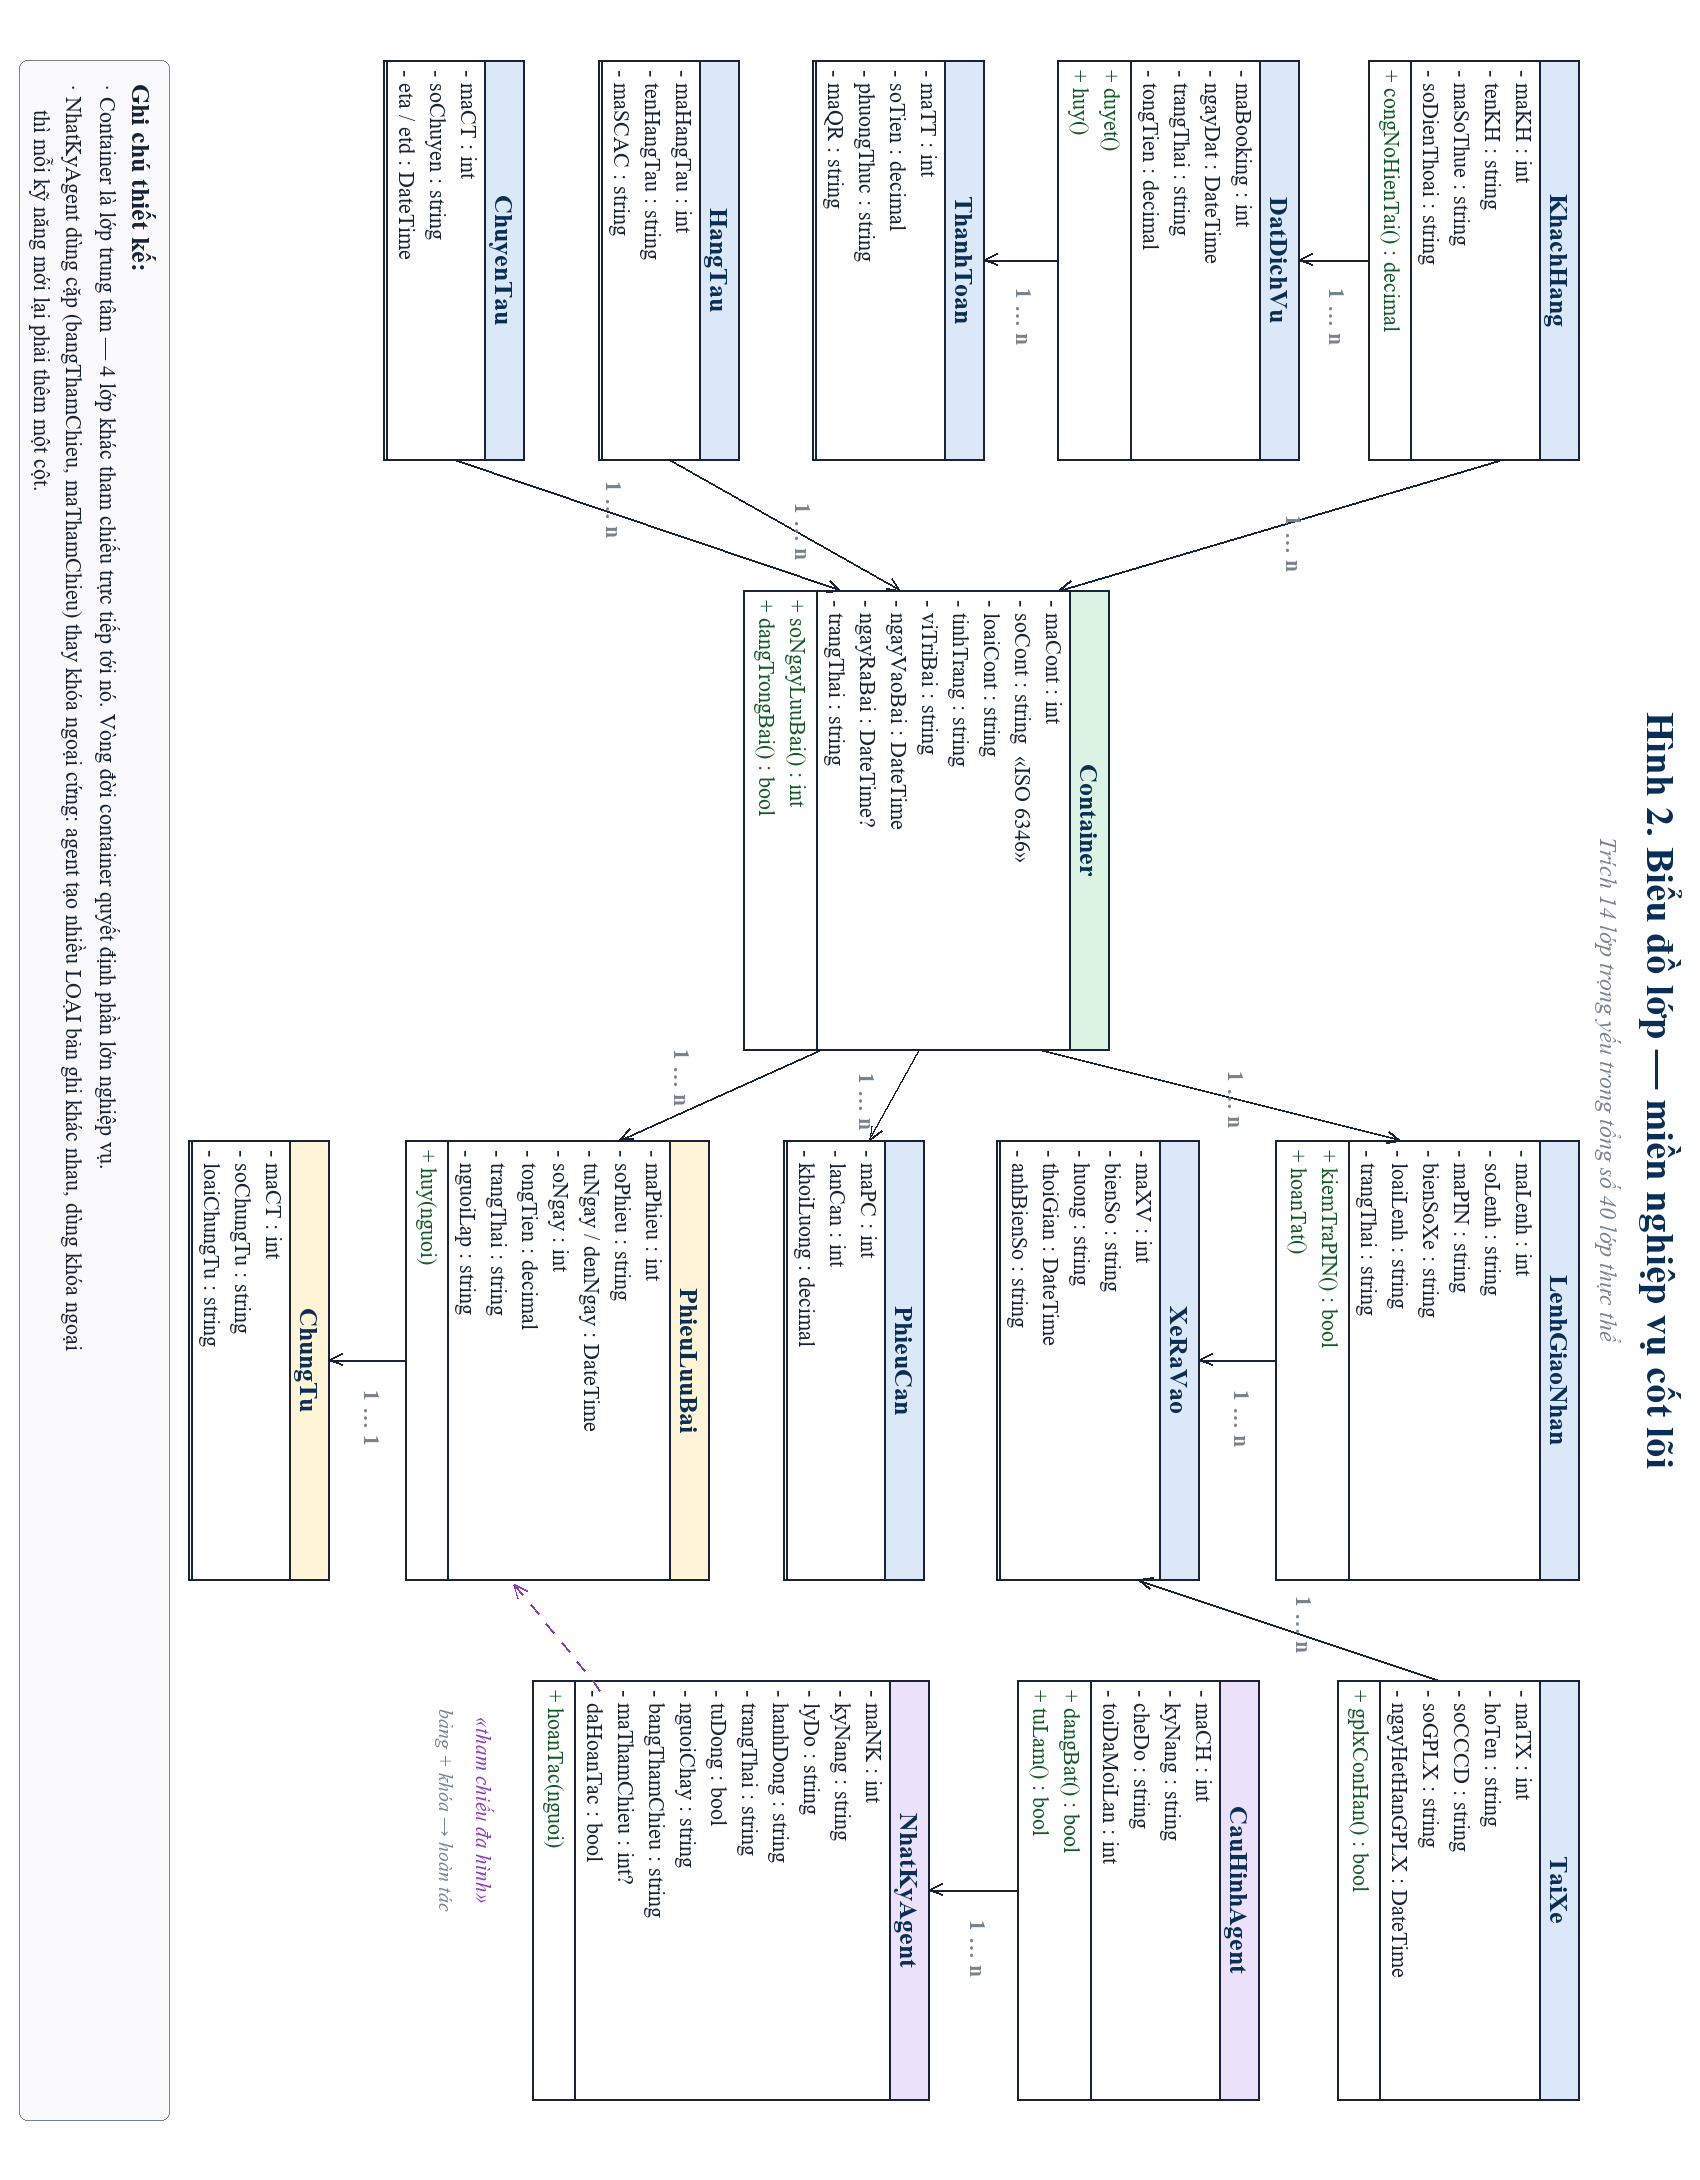 Hình 2. Biểu đồ lớp — miền nghiệp vụ cốt lõi
Trích 14 lớp trọng yếu trong tổng số 40 lớp thực thể
KhachHang
- maKH : int
- tenKH : string
- maSoThue : string
- soDienThoai : string
+ congNoHienTai() : decimal
1 … n
DatDichVu
- maBooking : int
- ngayDat : DateTime
- trangThai : string
- tongTien : decimal
+ duyet()
+ huy()
1 … n
ThanhToan
- maTT : int
- soTien : decimal
- phuongThuc : string
- maQR : string
HangTau
- maHangTau : int
- tenHangTau : string
- maSCAC : string
ChuyenTau
- maCT : int
- soChuyen : string
- eta / etd : DateTime
1 … n
1 … n
1 … n
Container
- maCont : int
- soCont : string «ISO 6346»
- loaiCont : string
- tinhTrang : string
- viTriBai : string
- ngayVaoBai : DateTime
- ngayRaBai : DateTime?
- trangThai : string
+ soNgayLuuBai() : int
+ dangTrongBai() : bool
1 … n
1 … n
1 … n
LenhGiaoNhan
- maLenh : int
- soLenh : string
- maPIN : string
- bienSoXe : string
- loaiLenh : string
- trangThai : string
+ kiemTraPIN() : bool
+ hoanTat()
1 … n
XeRaVao
- maXV : int
- bienSo : string
- huong : string
- thoiGian : DateTime
- anhBienSo : string
PhieuCan
- maPC : int
- lanCan : int
- khoiLuong : decimal
PhieuLuuBai
- maPhieu : int
- soPhieu : string
- tuNgay / denNgay : DateTime
- soNgay : int
- tongTien : decimal
- trangThai : string
- nguoiLap : string
+ huy(nguoi)
1 … 1
ChungTu
- maCT : int
- soChungTu : string
- loaiChungTu : string
1 … n
TaiXe
- maTX : int
- hoTen : string
- soCCCD : string
- soGPLX : string
- ngayHetHanGPLX : DateTime
+ gplxConHan() : bool
CauHinhAgent
- maCH : int
- kyNang : string
- cheDo : string
- toiDaMoiLan : int
+ dangBat() : bool
+ tuLam() : bool
1 … n
NhatKyAgent
- maNK : int
- kyNang : string
- lyDo : string
- hanhDong : string
- trangThai : string
- tuDong : bool
- nguoiChay : string
- bangThamChieu : string
- maThamChieu : int?
- daHoanTac : bool
+ hoanTac(nguoi)
«tham chiếu đa hình»
bảng + khóa → hoàn tác
Ghi chú thiết kế:
· Container là lớp trung tâm — 4 lớp khác tham chiếu trực tiếp tới nó. Vòng đời container quyết định phần lớn nghiệp vụ.
· NhatKyAgent dùng cặp (bangThamChieu, maThamChieu) thay khóa ngoại cứng: agent tạo nhiều LOẠI bản ghi khác nhau, dùng khóa ngoại
thì mỗi kỹ năng mới lại phải thêm một cột.